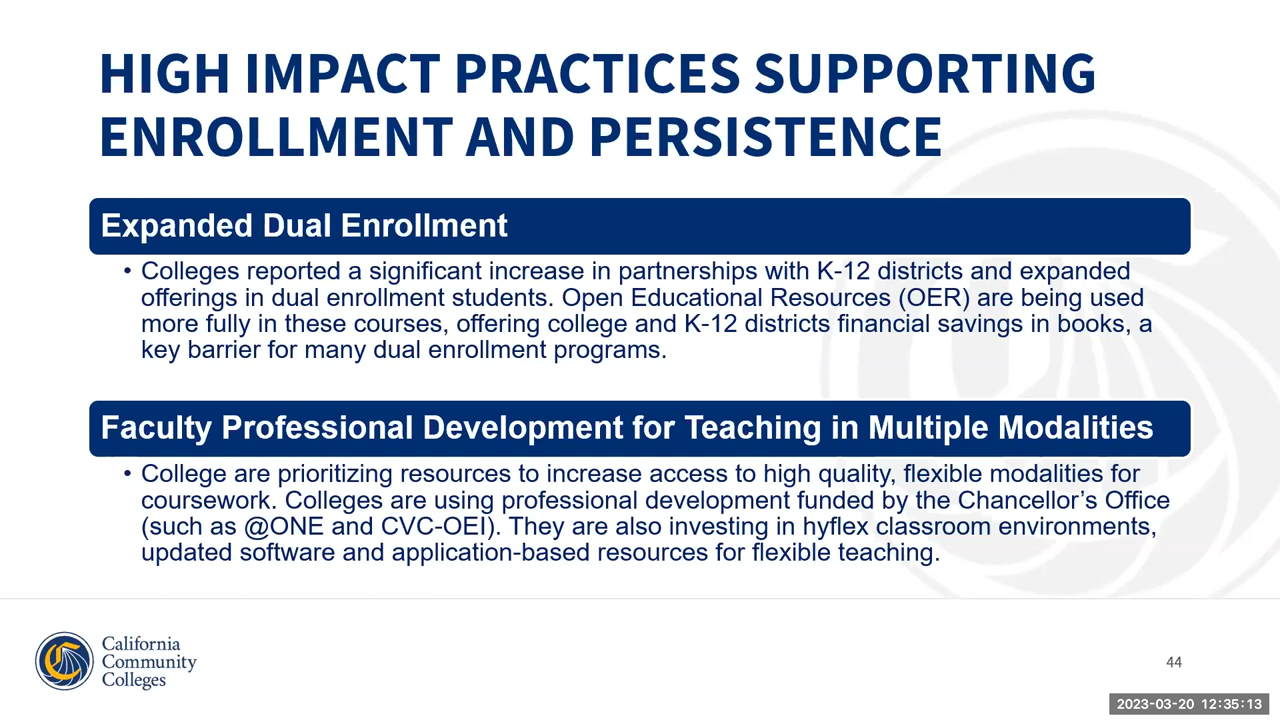 HIGH IMPACT PRACTICES SUPPORTING
ENROLLMENT AND PERSISTENCE
Expanded Dual Enrollment
• Colleges reported a significant increase in partnerships with K-12 districts and expanded
offerings in dual enrollment students. Open Educational Resources (OER) are being used
more fully in these courses, offering college and K-12 districts financial savings in books, a
key barrier for many dual enrollment programs.
Faculty Professional Development for Teaching in Multiple Modalities
• College are prioritizing resources to increase access to high quality, flexible modalities for
coursework. Colleges are using professional development funded by the Chancellor’s Office
(such as @ONE and CVC-OEI). They are also investing in hyflex classroom environments,
updated software and application-based resources for flexible teaching.
California
Community
Colleges
44
2023-03-20 12:35:13